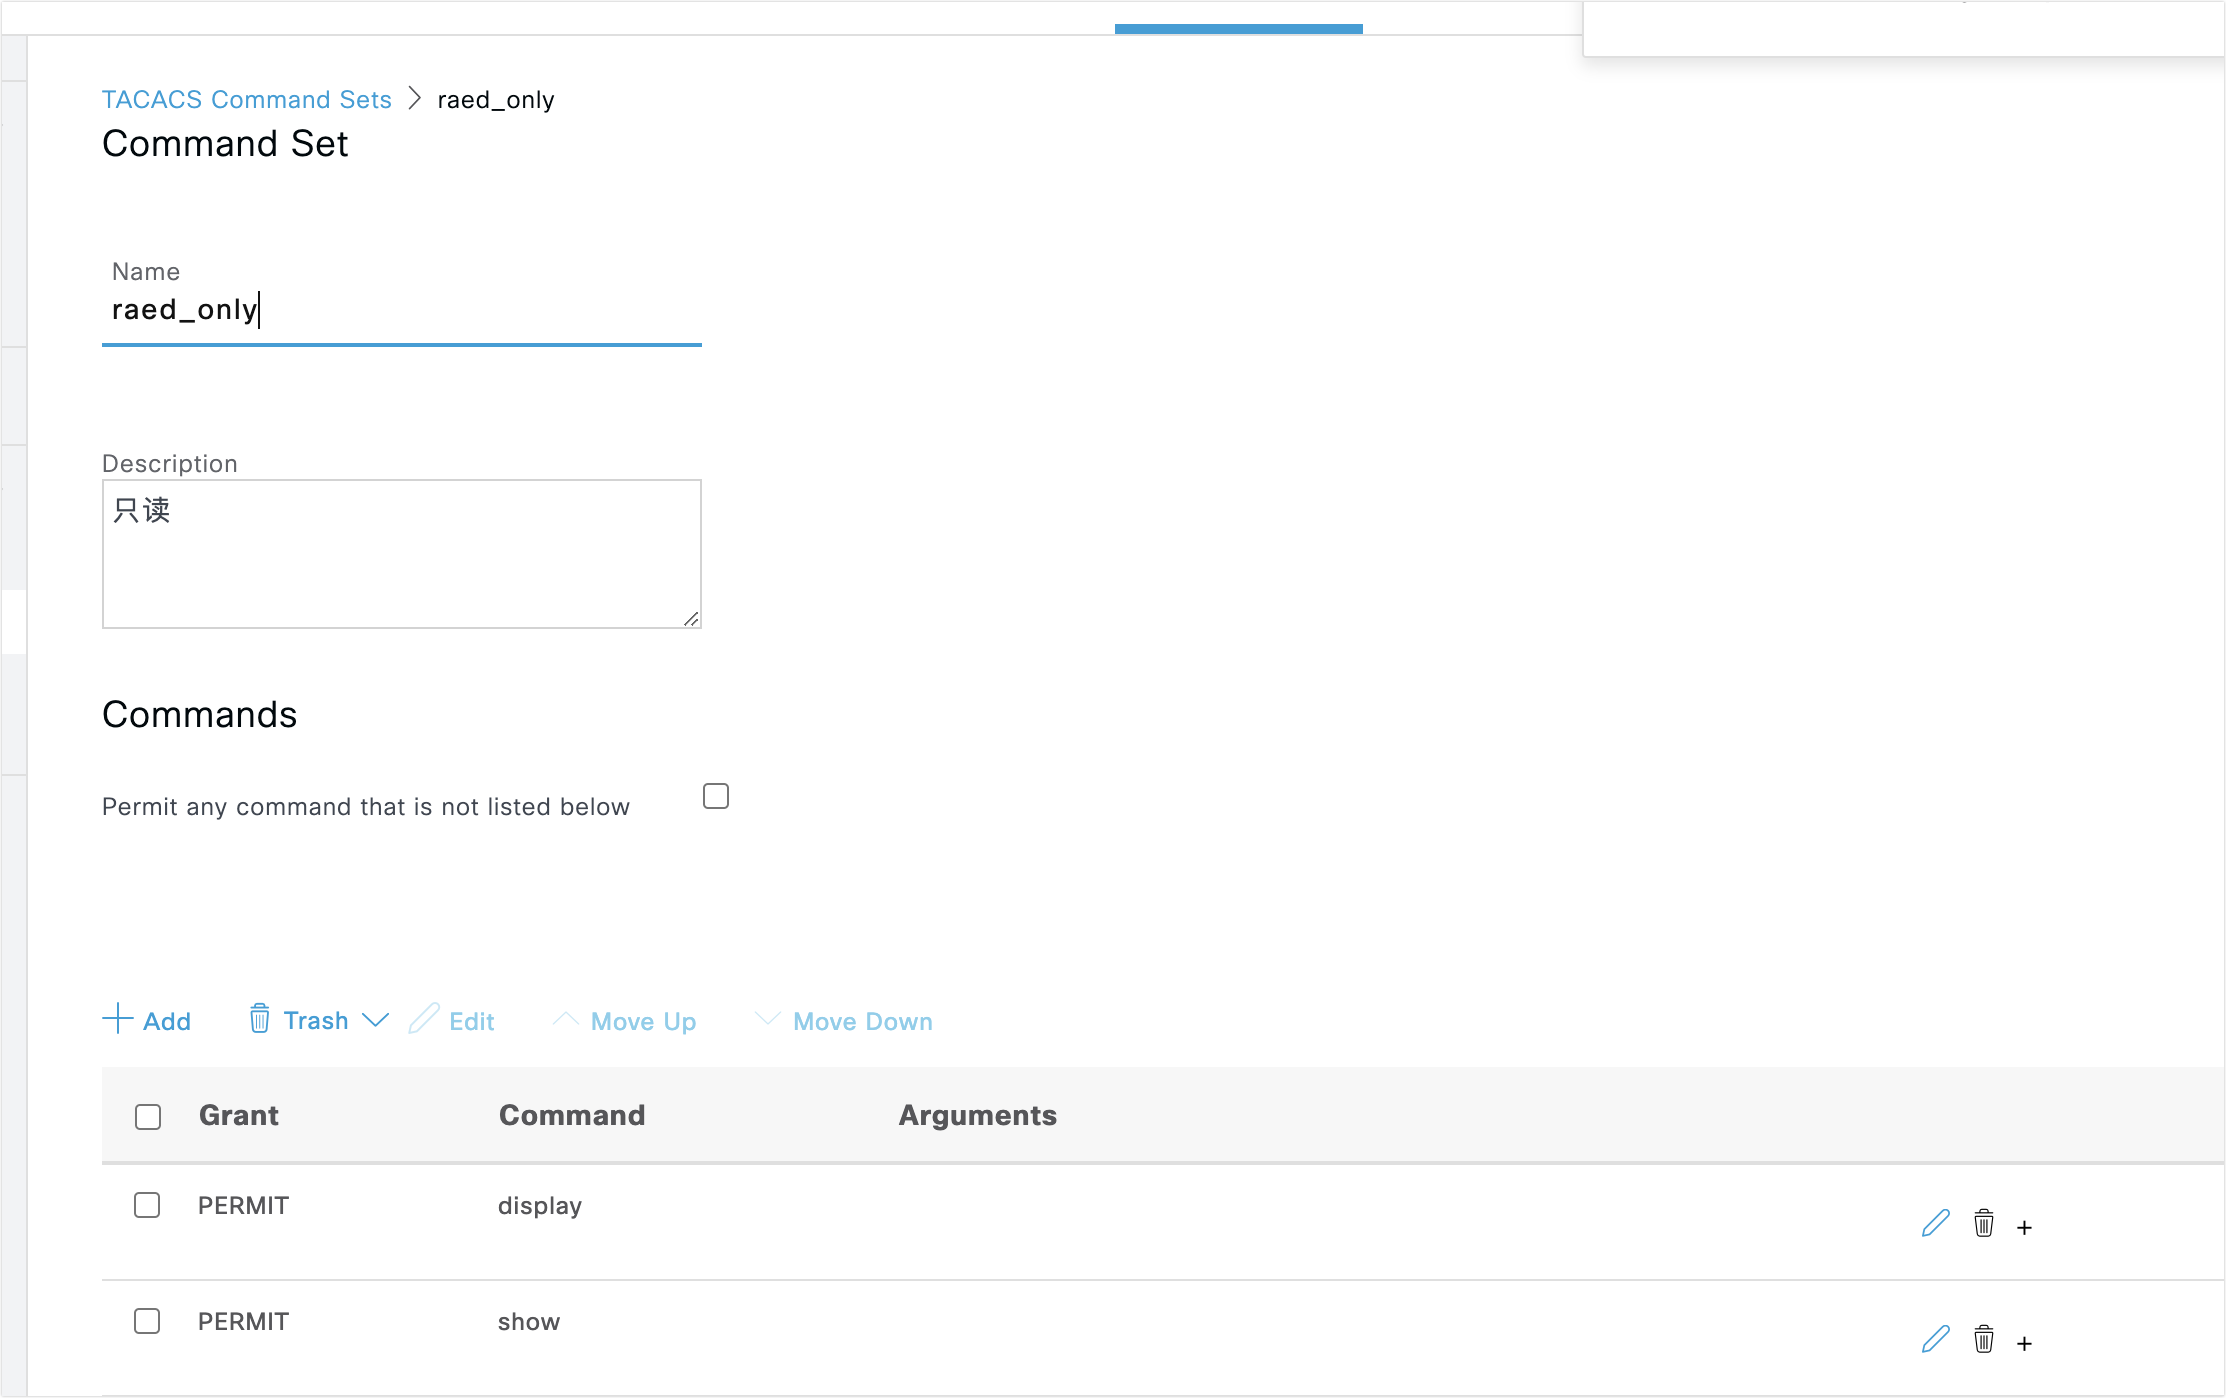 TACACS Command Sets > raed_only
Command Set
Name
raed_only
Description
只读
Commands
Permit any command that is not listed below
Add Trash Edit Move Up Move Down
Grant Command Arguments
PERMIT display
PERMIT show